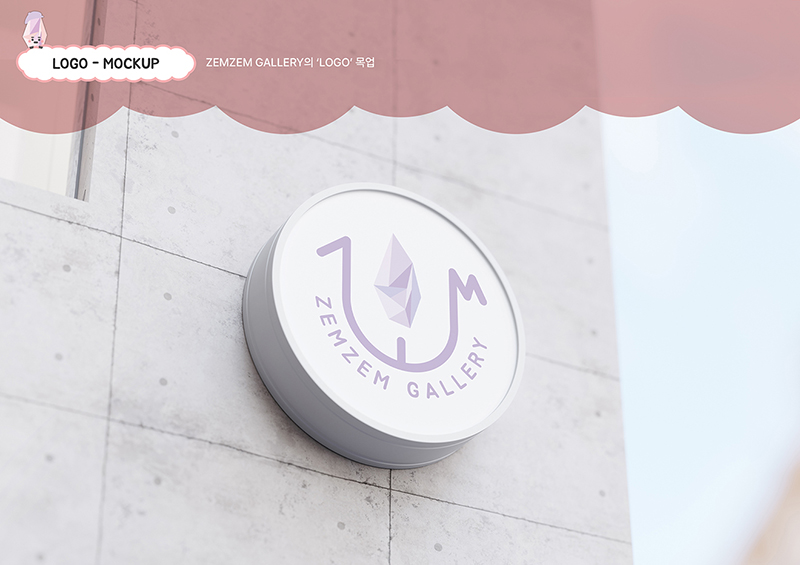 LOGO - MOCKUP
ZEMZEM GALLERY의 ‘LOGO’ 목업
ZEMZEM GALLERY